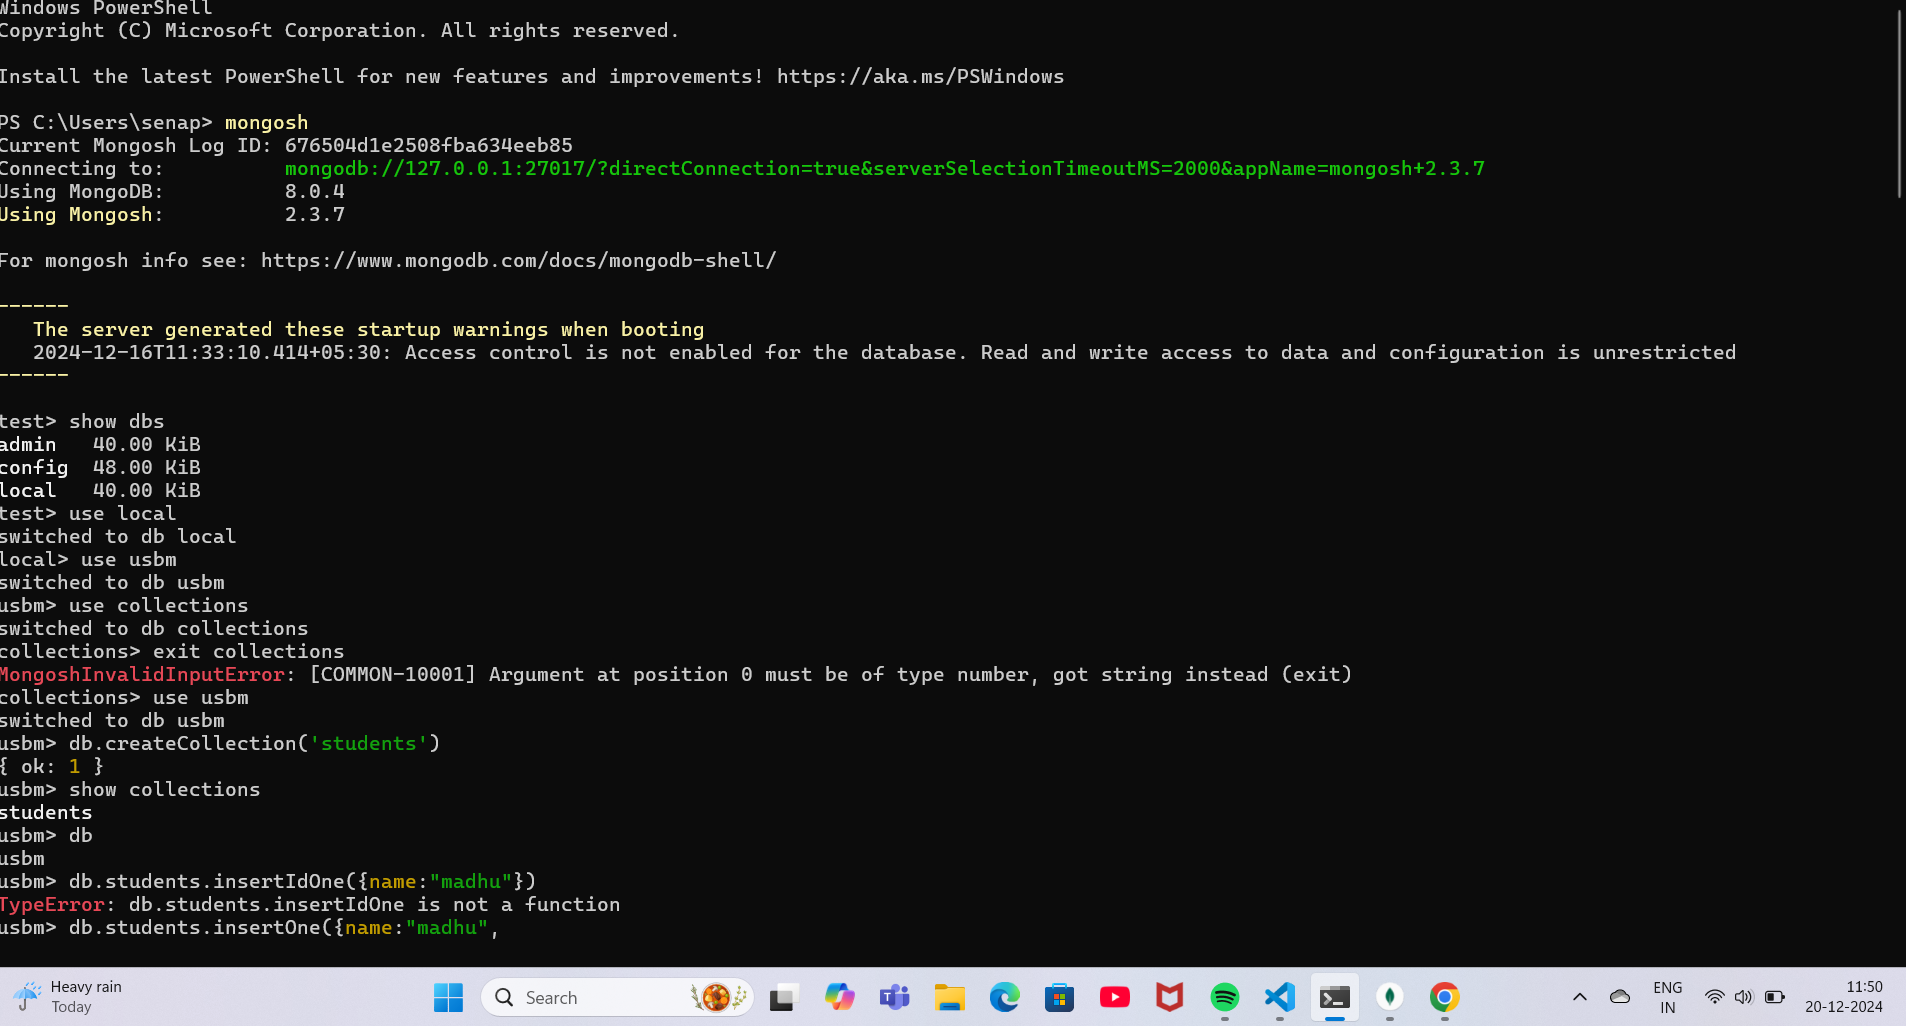 Windows PowerShell
Copyright (C) Microsoft Corporation. All rights reserved.
Install the latest PowerShell for new features and improvements! https://aka.ms/PSWindows
PS C:\Users\senap> mongosh
Current Mongosh Log ID: 676504d1e2508fba634eeb85
Connecting to: mongodb://127.0.0.1:27017/?directConnection=true&serverSelectionTimeoutMS=2000&appName=mongosh+2.3.7
Using MongoDB: 8.0.4
Using Mongosh: 2.3.7
For mongosh info see: https://www.mongodb.com/docs/mongodb-shell/
------
The server generated these startup warnings when booting
2024-12-16T11:33:10.414+05:30: Access control is not enabled for the database. Read and write access to data and configuration is unrestricted
------
test> show dbs
admin 40.00 KiB
config 48.00 KiB
local 40.00 KiB
test> use local
switched to db local
local> use usbm
switched to db usbm
usbm> use collections
switched to db collections
collections> exit collections
MongoshInvalidInputError: [COMMON-10001] Argument at position 0 must be of type number, got string instead (exit)
collections> use usbm
switched to db usbm
usbm> db.createCollection('students')
{ ok: 1 }
usbm> show collections
students
usbm> db
usbm
usbm> db.students.insertIdOne({name:"madhu"})
TypeError: db.students.insertIdOne is not a function
usbm> db.students.insertOne({name:"madhu",
Heavy rain
Today
Search
ENG
IN
11:50
20-12-2024